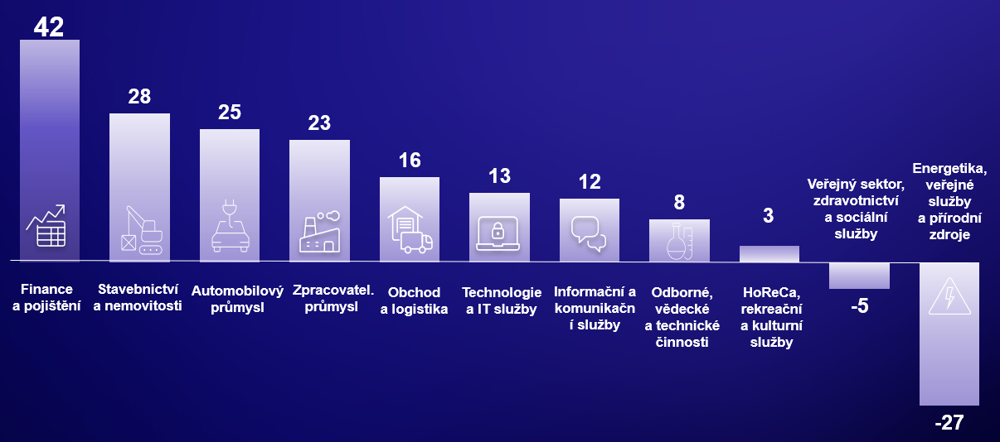 42
28
25
23
16
13
12
8
3
Veřejný sektor,
zdravotnictví
a sociální
služby
Energetika,
veřejné
služby
a přírodní
zdroje
Finance
a pojištění
Stavebnictví
a nemovitosti
Automobilový
průmysl
Zpracovatel.
průmysl
Obchod
a logistika
Technologie
a IT služby
Informační a
komunikačn
í služby
Odborné,
vědecké
a technické
činnosti
HoReCa,
rekreační
a kulturní
služby
-5
-27